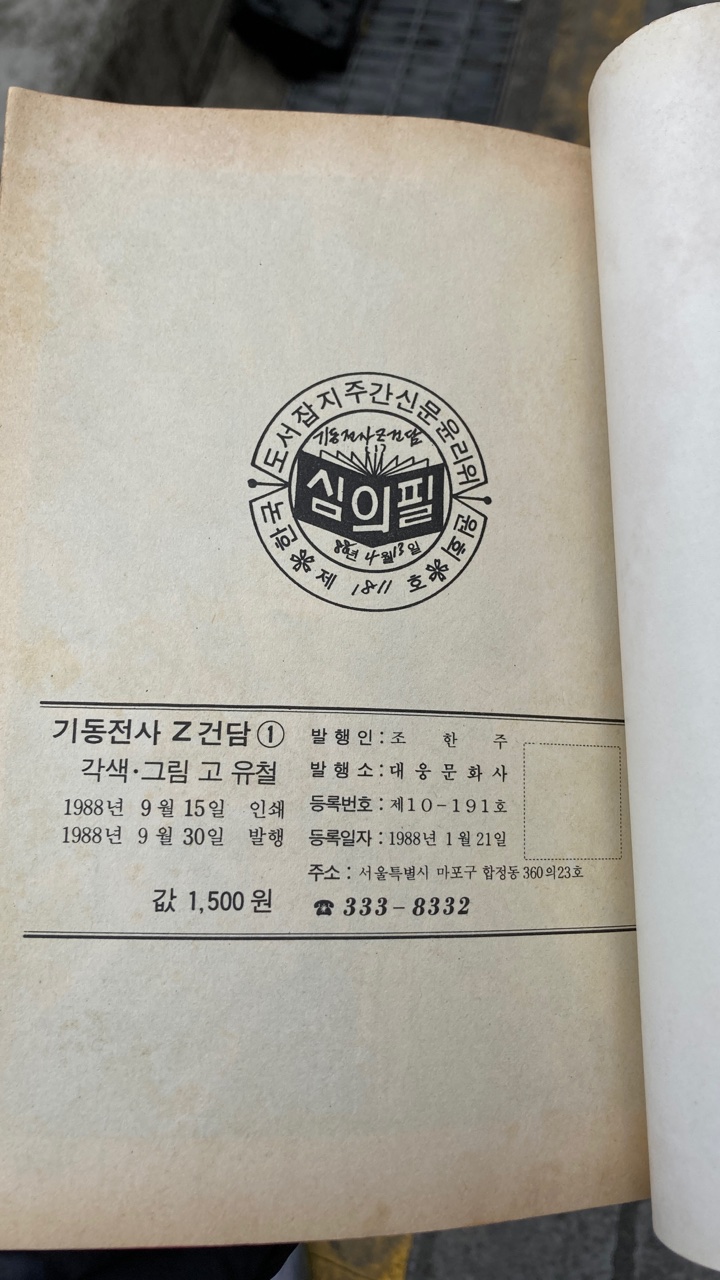 도서잡지주간신문윤리위
기동전사 Z 건담
심의필
88년 4월 13일
한국
원회
제 1811 호
기동전사 Z 건담 ①
각색·그림 고 유철
1988년 9월 15일 인쇄
1988년 9월 30일 발행
값 1,500 원
발행인 : 조 한 주
발행소 : 대 웅 문 화 사
등록번호 : 제10-191호
등록일자 : 1988년 1월 21일
주소 : 서울특별시 마포구 합정동 360의23호
☎ 333-8332